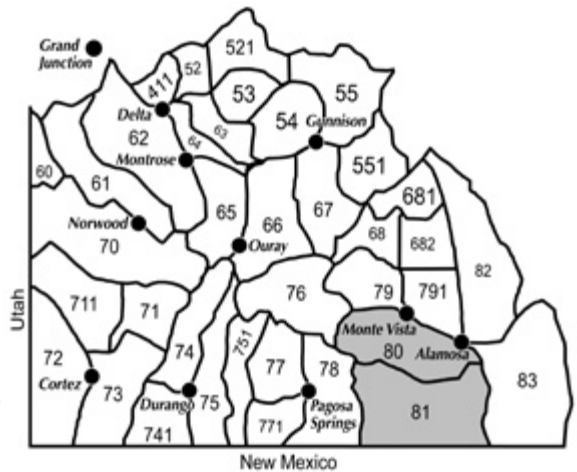 Grand
Junction
521
52
411
53
55
54
Gunnison
Delta
62
63
64
551
Montrose
60
61
681
65
66
67
Norwood
68
682
70
Ouray
82
76
79
791
711
71
Monte Vista
Utah
751
74
80
Alamosa
72
77
78
73
Cortez
83
Durango
75
Pagosa
Springs
81
741
771
New Mexico